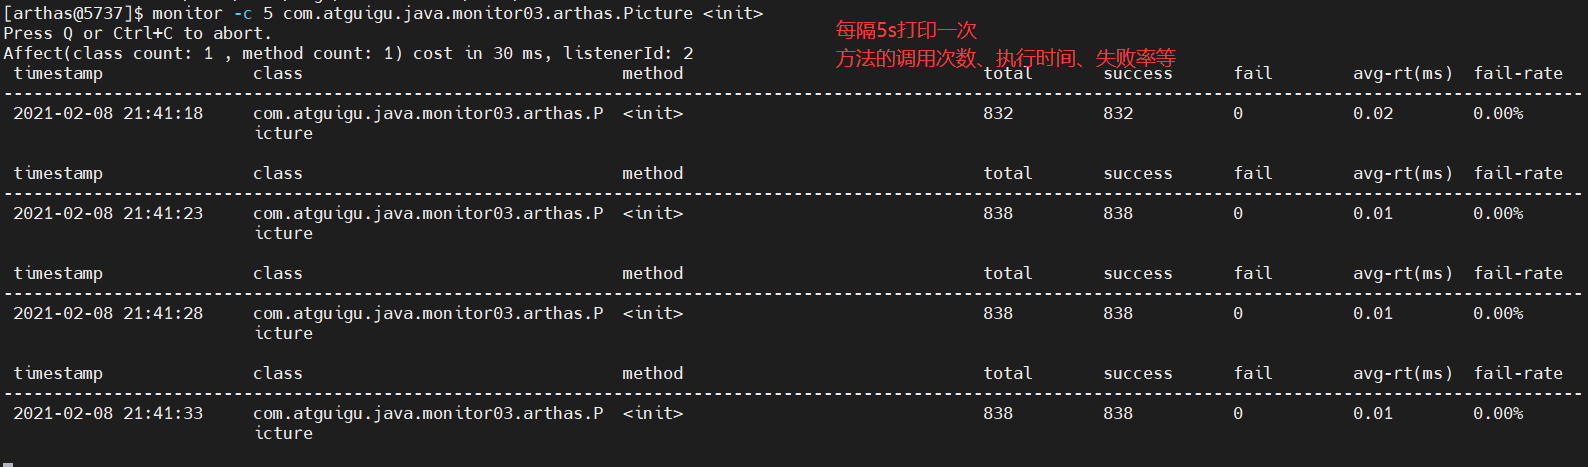 [arthas@5737]$ monitor -c 5 com.atguigu.java.monitor03.arthas.Picture <init>
每隔5s打印一次
Press Q or Ctrl+C to abort.
Affect(class count: 1 , method count: 1) cost in 30 ms, listenerId: 2
方法的调用次数、执行时间、失败率等
timestamp class method total success fail avg-rt(ms) fail-rate
--------------------------------------------------------------------------------
2021-02-08 21:41:18 com.atguigu.java.monitor03.arthas.P <init> 832 832 0 0.02 0.00%
icture
timestamp class method total success fail avg-rt(ms) fail-rate
--------------------------------------------------------------------------------
2021-02-08 21:41:23 com.atguigu.java.monitor03.arthas.P <init> 838 838 0 0.01 0.00%
icture
timestamp class method total success fail avg-rt(ms) fail-rate
--------------------------------------------------------------------------------
2021-02-08 21:41:28 com.atguigu.java.monitor03.arthas.P <init> 838 838 0 0.01 0.00%
icture
timestamp class method total success fail avg-rt(ms) fail-rate
--------------------------------------------------------------------------------
2021-02-08 21:41:33 com.atguigu.java.monitor03.arthas.P <init> 838 838 0 0.01 0.00%
icture